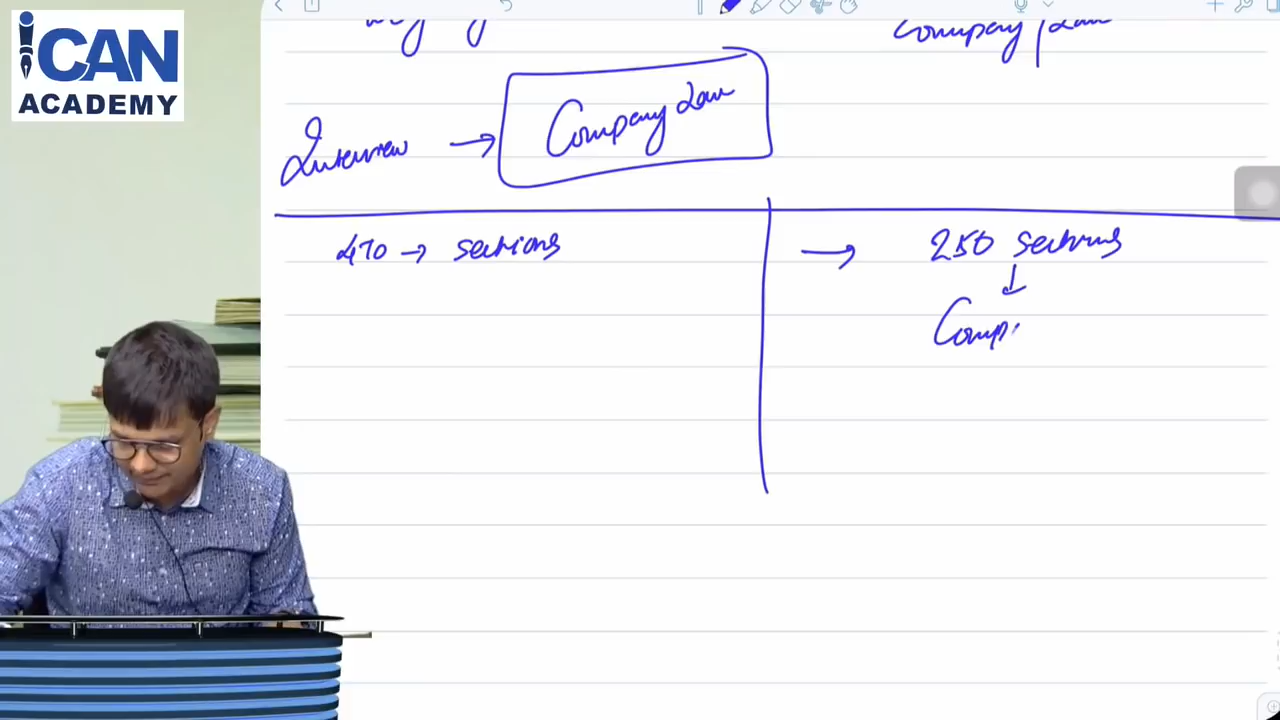 iCAN
ACADEMY
Company Law
Interview → Company Law
470 → sections
→ 250 sections
↓
Comp